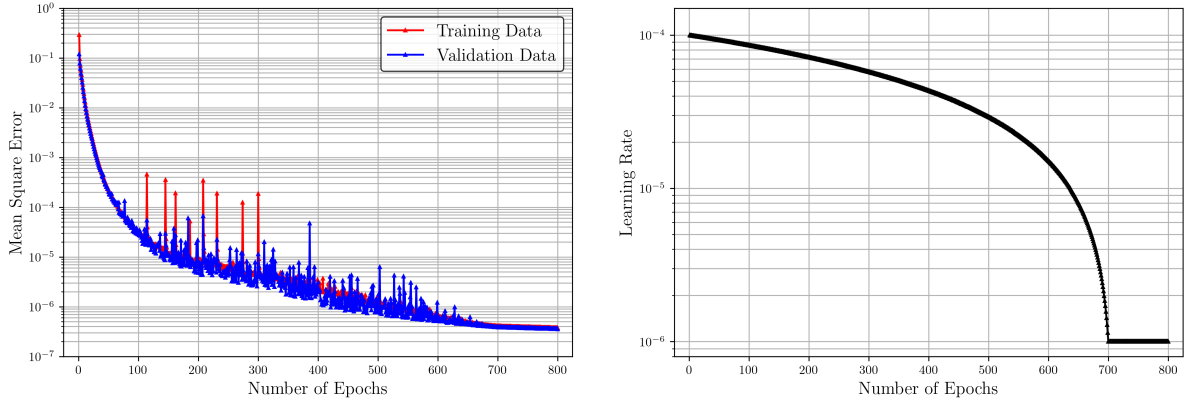 Mean Square Error
10⁰
10⁻¹
10⁻²
10⁻³
10⁻⁴
10⁻⁵
10⁻⁶
10⁻⁷
Training Data
Validation Data
0 100 200 300 400 500 600 700 800
Number of Epochs
Learning Rate
10⁻⁴
10⁻⁵
10⁻⁶
0 100 200 300 400 500 600 700 800
Number of Epochs